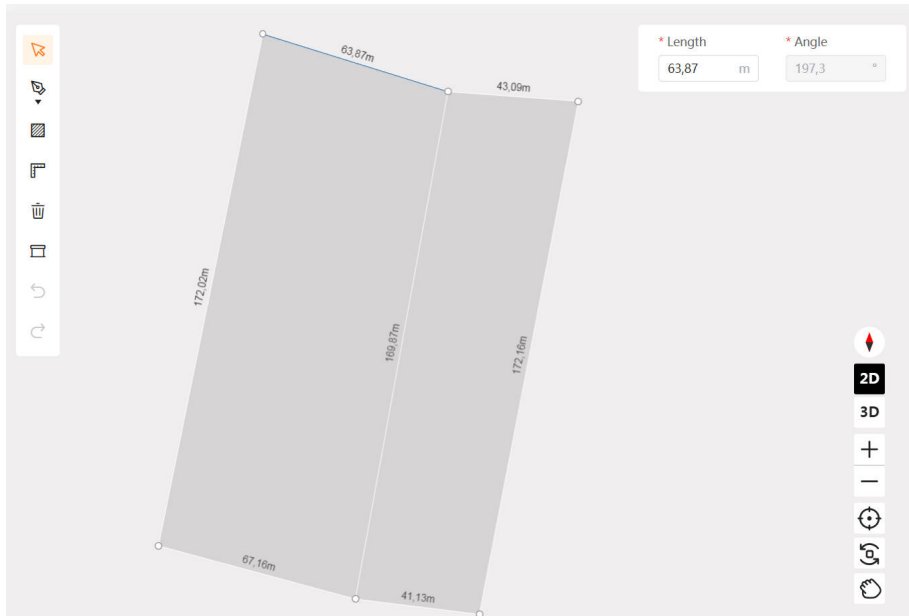 * Length
* Angle
63,87 m
197,3 °
63,87m
43,09m
172,02m
169,87m
172,16m
67,16m
41,13m
2D
3D